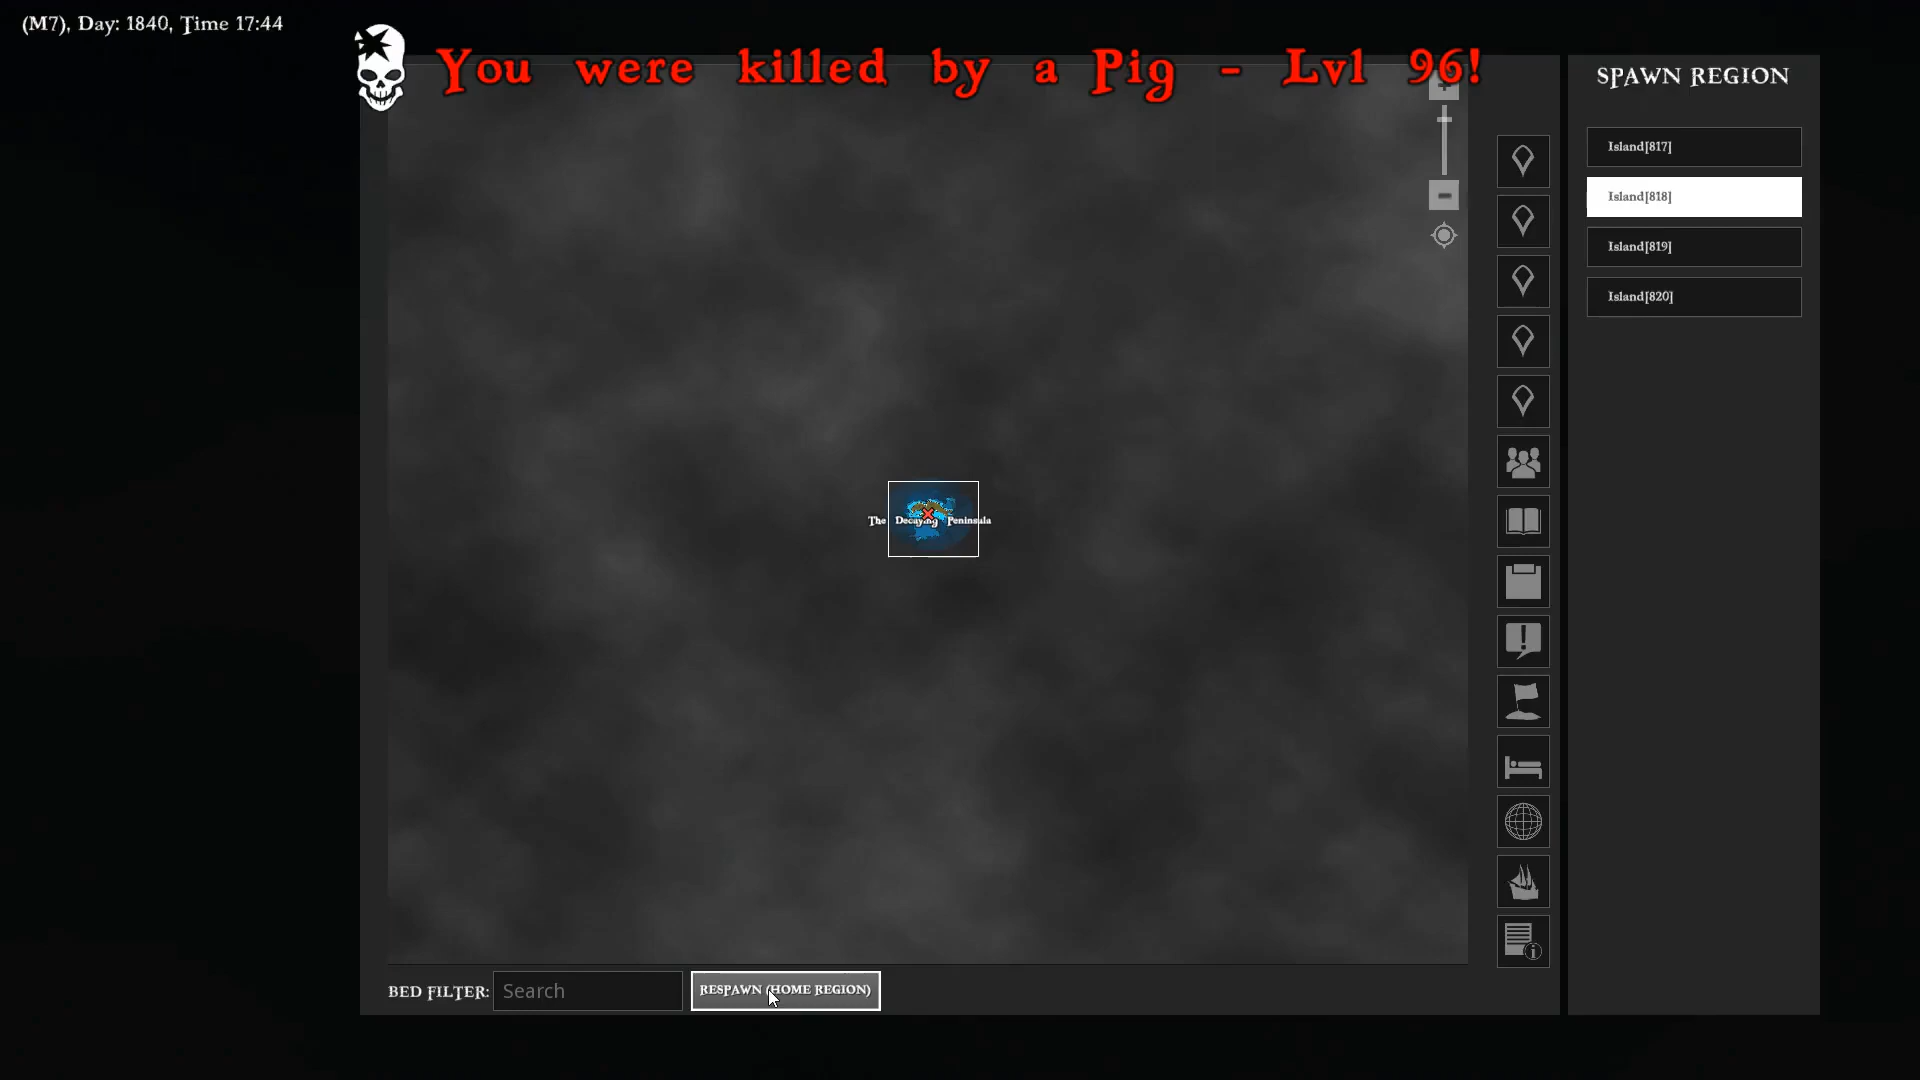 (M7), Day: 1840, Time 17:44
You were killed by a Pig - Lvl 96!
SPAWN REGION
Island[817]
Island[818]
Island[819]
Island[820]
The Decaying Peninsula
BED FILTER: Search
RESPAWN (HOME REGION)